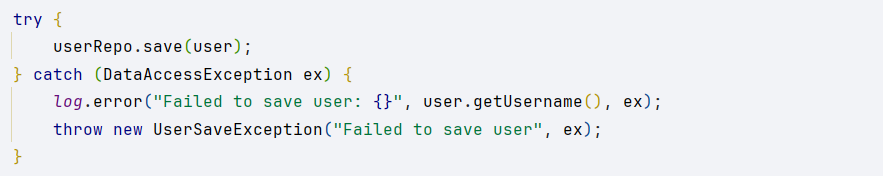 try {
    userRepo.save(user);
} catch (DataAccessException ex) {
    log.error("Failed to save user: {}", user.getUsername(), ex);
    throw new UserSaveException("Failed to save user", ex);
}